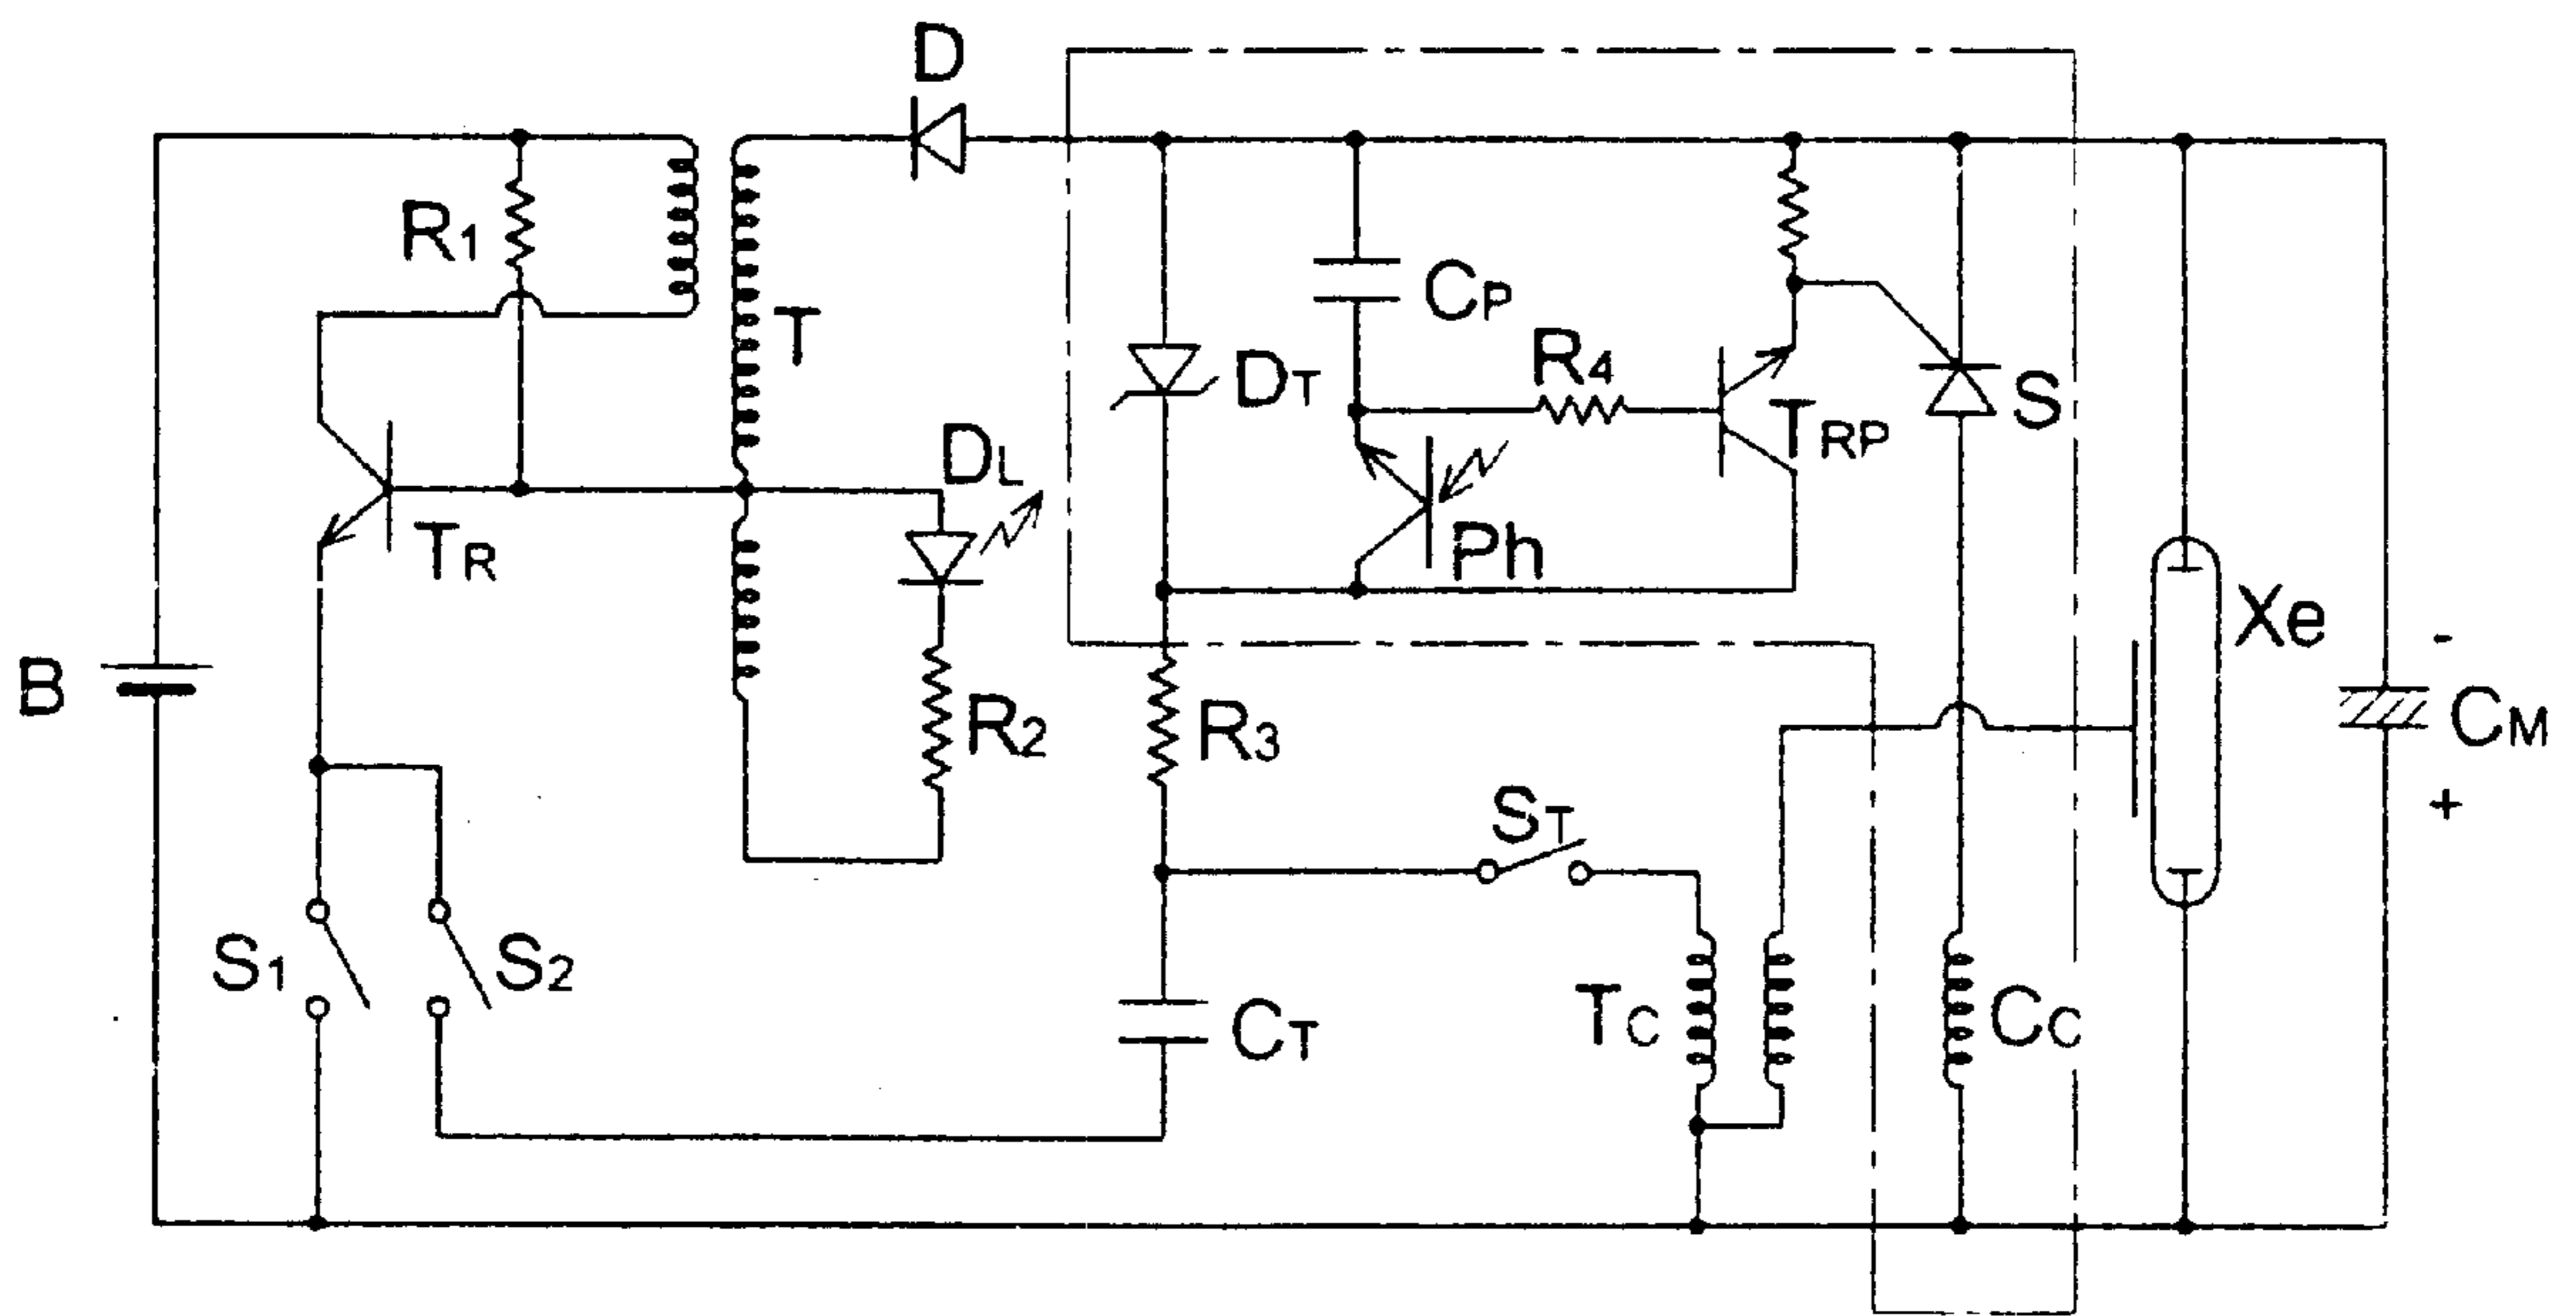 D
R1
T
CP
DT
R4
TRP
S
DL
TR
Ph
Xe
B
-
R2
R3
CM
+
ST
S1
S2
CT
TC
CC